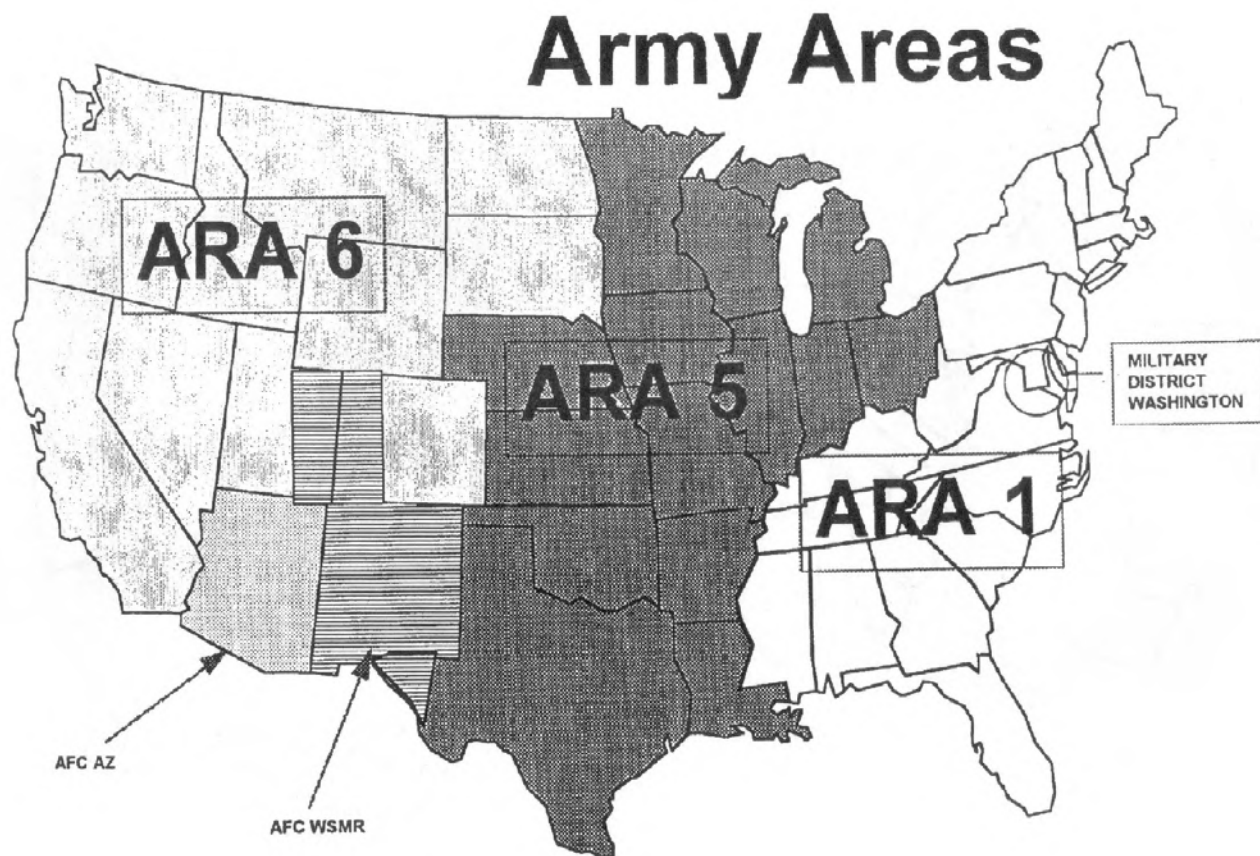 Army Areas
ARA 6
ARA 5
MILITARY
DISTRICT
WASHINGTON
ARA 1
AFC AZ
AFC WSMR